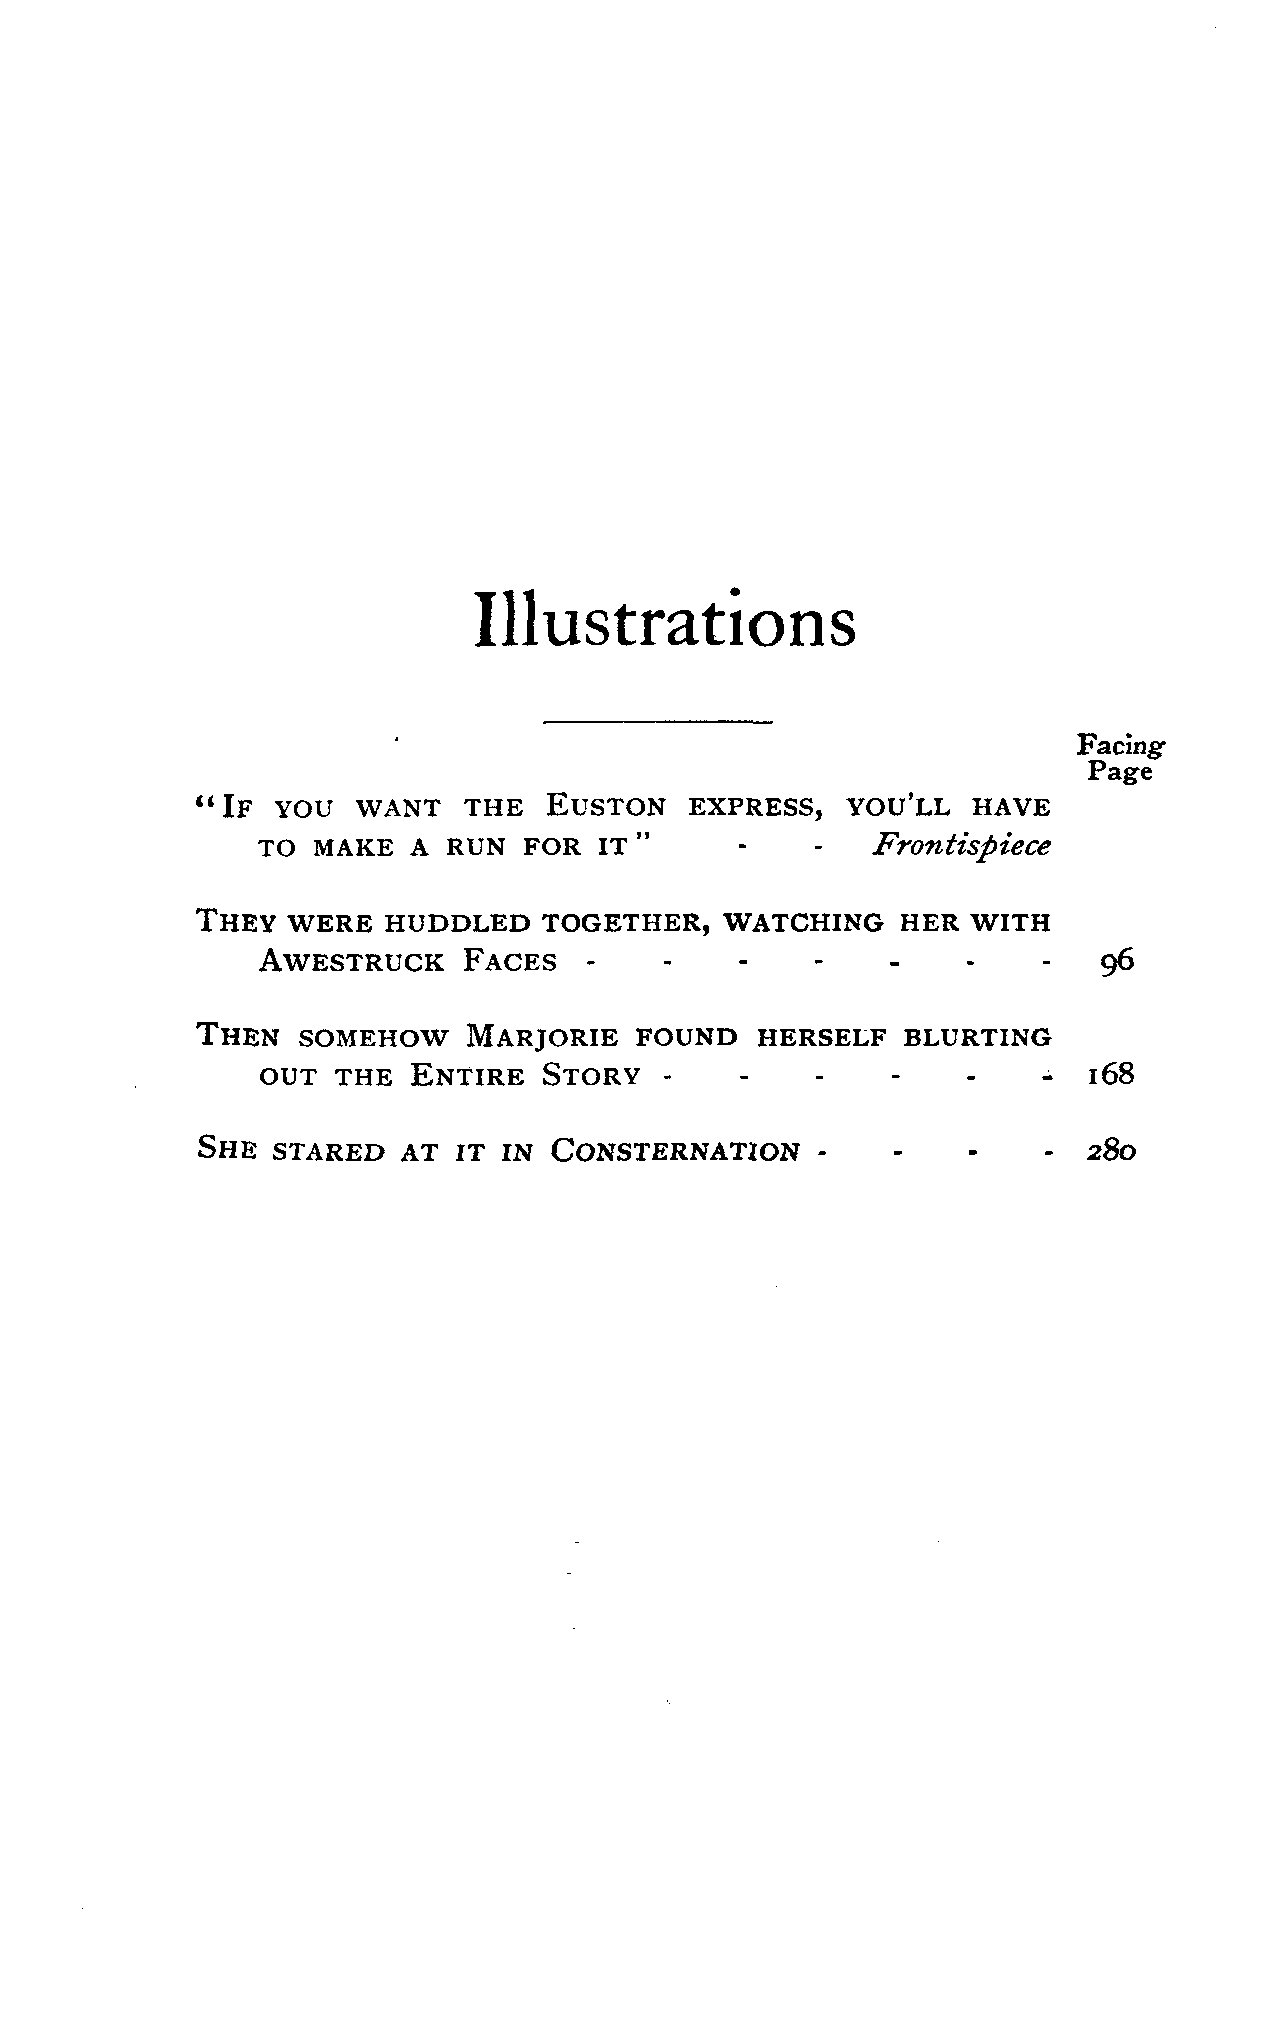 Illustrations
Facing
Page
"If you want the Euston express, you'll have
to make a run for it" - - Frontispiece
They were huddled together, watching her with
Awestruck Faces - - - - - - - 96
Then somehow Marjorie found herself blurting
out the Entire Story - - - - - - 168
She stared at it in Consternation - - - - 280